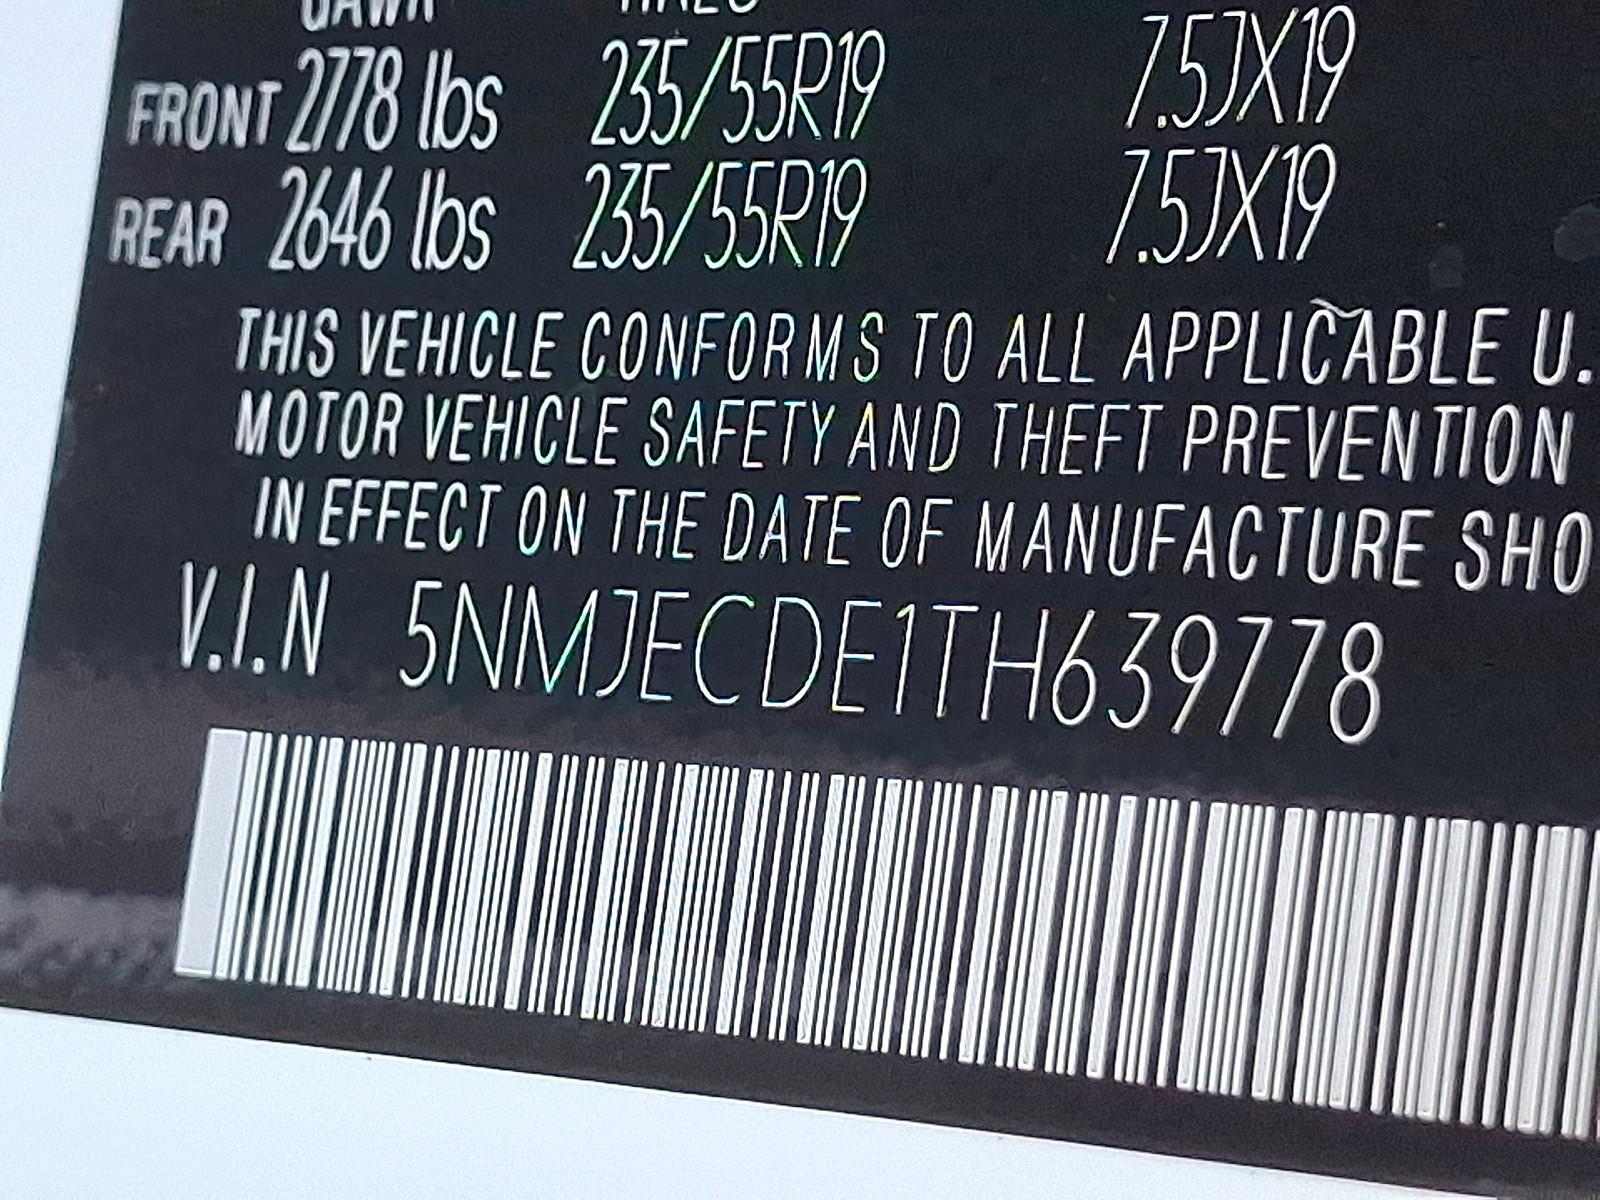 GAWR
FRONT 2778 lbs 235/55R19 7.5JX19
REAR 2646 lbs 235/55R19 7.5JX19
THIS VEHICLE CONFORMS TO ALL APPLICABLE U.
MOTOR VEHICLE SAFETY AND THEFT PREVENTION
IN EFFECT ON THE DATE OF MANUFACTURE SHO
V.I.N 5NMJECDE1TH639778